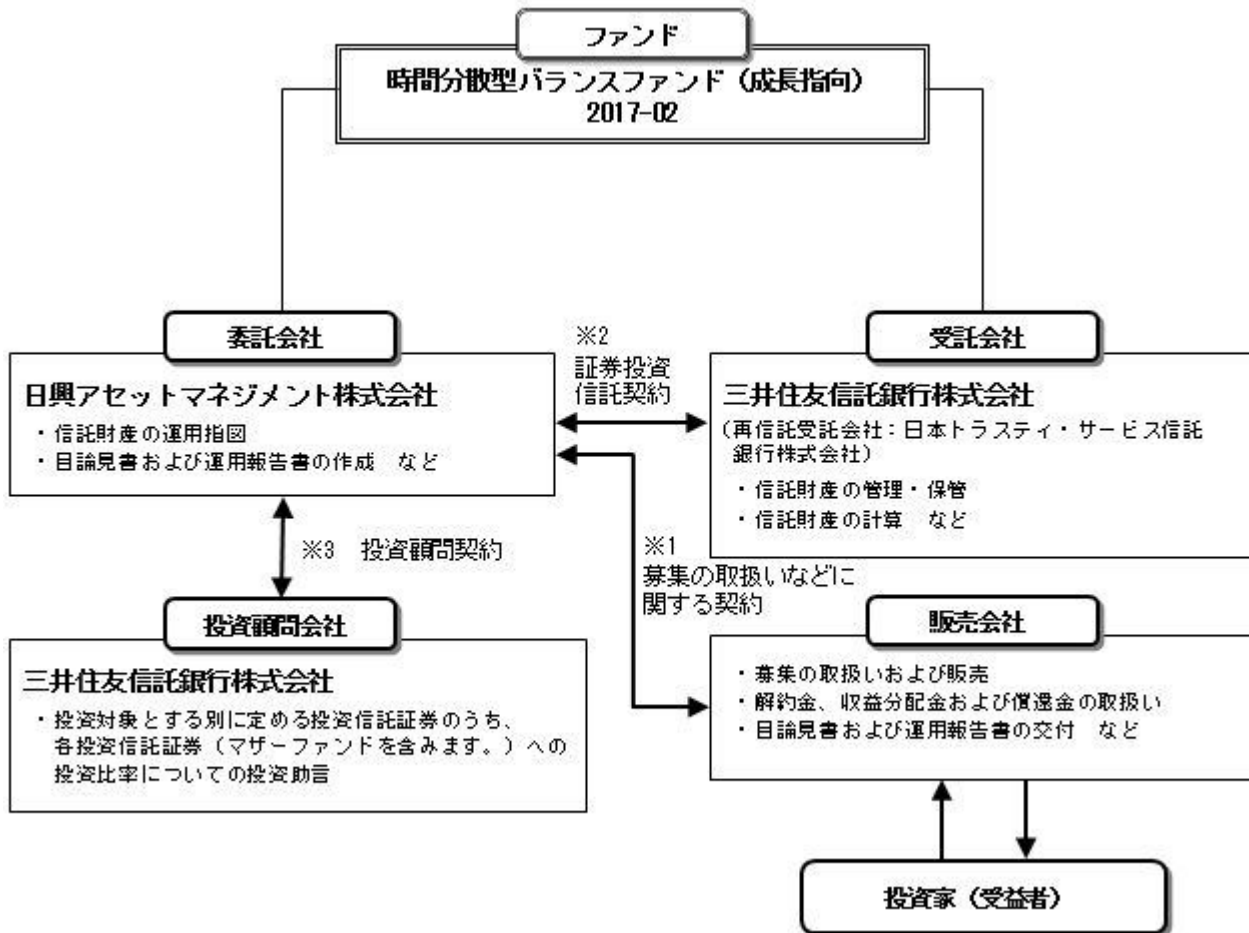 ファンド
時間分散型バランスファンド（成長指向）
2017-02
委託会社
日興アセットマネジメント株式会社
・信託財産の運用指図
・目論見書および運用報告書の作成　など
※2
証券投資
信託契約
受託会社
三井住友信託銀行株式会社
（再信託受託会社：日本トラスティ・サービス信託
銀行株式会社）
・信託財産の管理・保管
・信託財産の計算　など
※3　投資顧問契約
※1
募集の取扱いなどに
関する契約
投資顧問会社
三井住友信託銀行株式会社
・投資対象とする別に定める投資信託証券のうち、
各投資信託証券（マザーファンドを含みます。）への
投資比率についての投資助言
販売会社
・募集の取扱いおよび販売
・解約金、収益分配金および償還金の取扱い
・目論見書および運用報告書の交付　など
投資家（受益者）